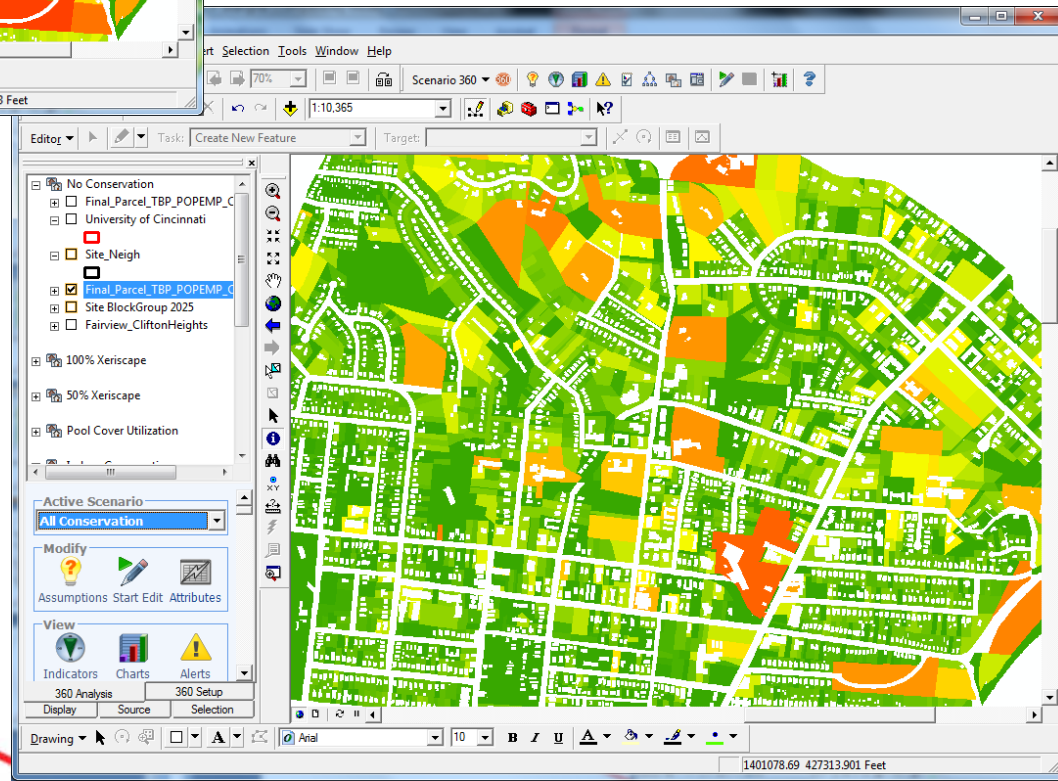 3 Feet
rt Selection Tools Window Help
70% Scenario 360
1:10,365
Editor Task: Create New Feature Target:
No Conservation
Final_Parcel_TBP_POPEMP_C
University of Cincinnati
Site_Neigh
Final_Parcel_TBP_POPEMP_C
Site BlockGroup 2025
Fairview_CliftonHeights
100% Xeriscape
50% Xeriscape
Pool Cover Utilization
XY
Active Scenario
All Conservation
Modify
Assumptions Start Edit Attributes
View
Indicators Charts Alerts
360 Analysis 360 Setup
Display Source Selection
Drawing A Arial 10 B I U A
1401078.69 427313.901 Feet